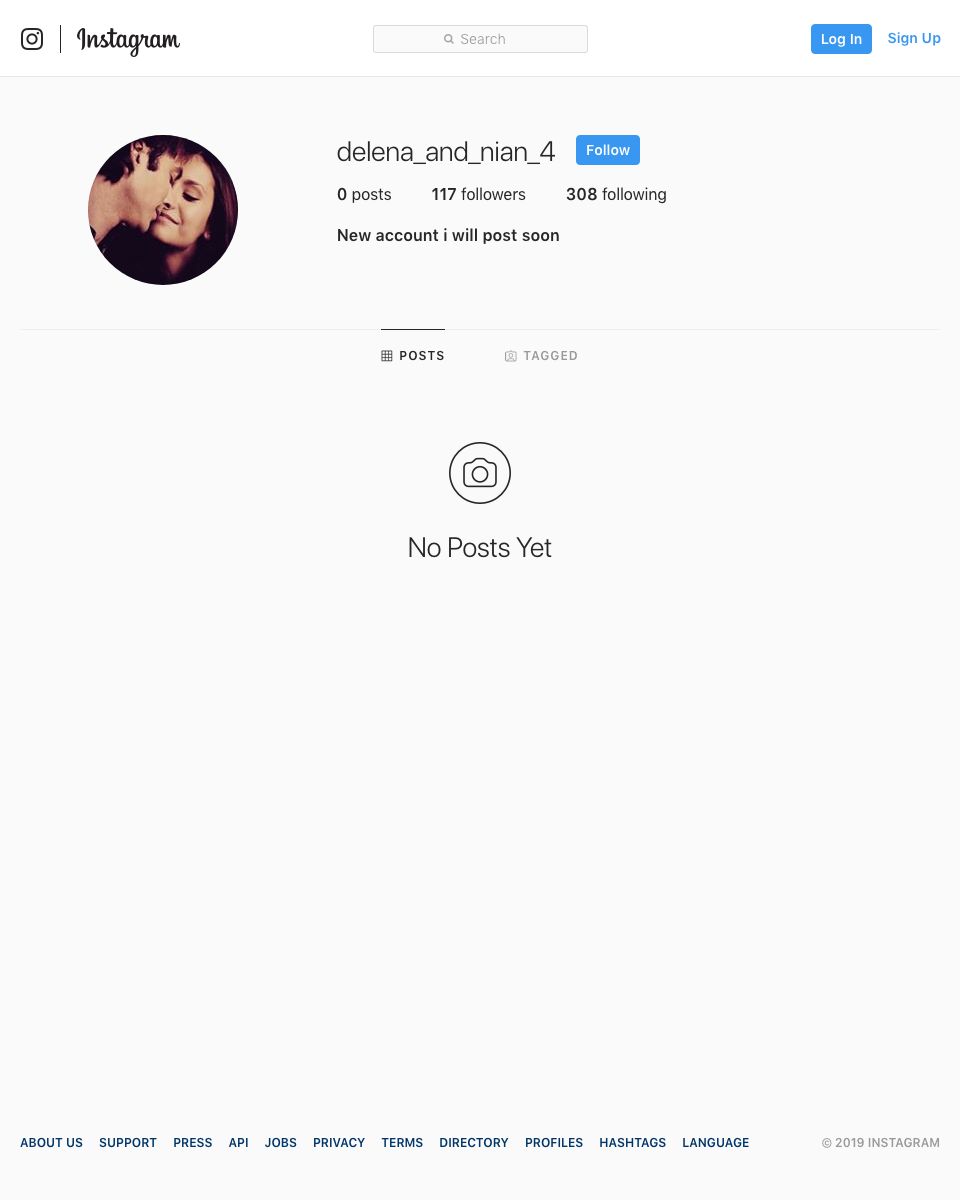 Instagram
Search
Log In
Sign Up
delena_and_nian_4
Follow
0 posts
117 followers
308 following
New account i will post soon
POSTS
TAGGED
No Posts Yet
ABOUT US SUPPORT PRESS API JOBS PRIVACY TERMS DIRECTORY PROFILES HASHTAGS LANGUAGE
© 2019 INSTAGRAM